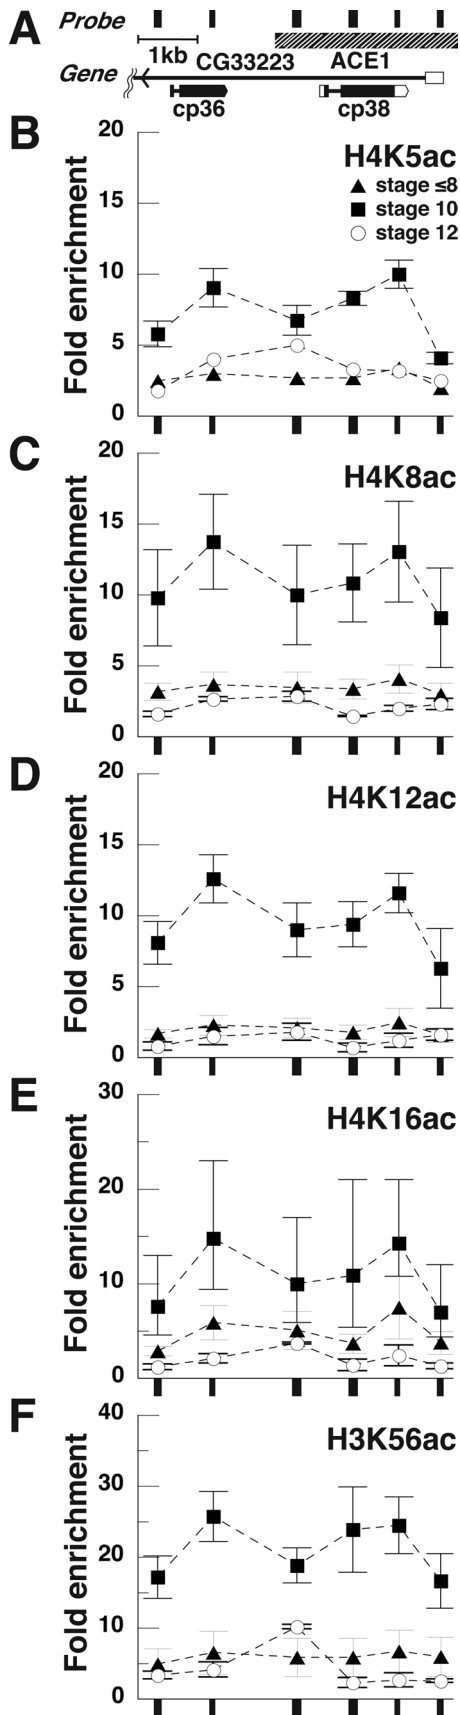 A
Probe
1kb
CG33223 ACE1
Gene
cp36 cp38
B
H4K5ac
stage ≤8
stage 10
stage 12
Fold enrichment
20
15
10
5
0
C
H4K8ac
Fold enrichment
20
15
10
5
0
D
H4K12ac
Fold enrichment
20
15
10
5
0
E
H4K16ac
Fold enrichment
30
20
10
0
F
H3K56ac
Fold enrichment
40
30
20
10
0